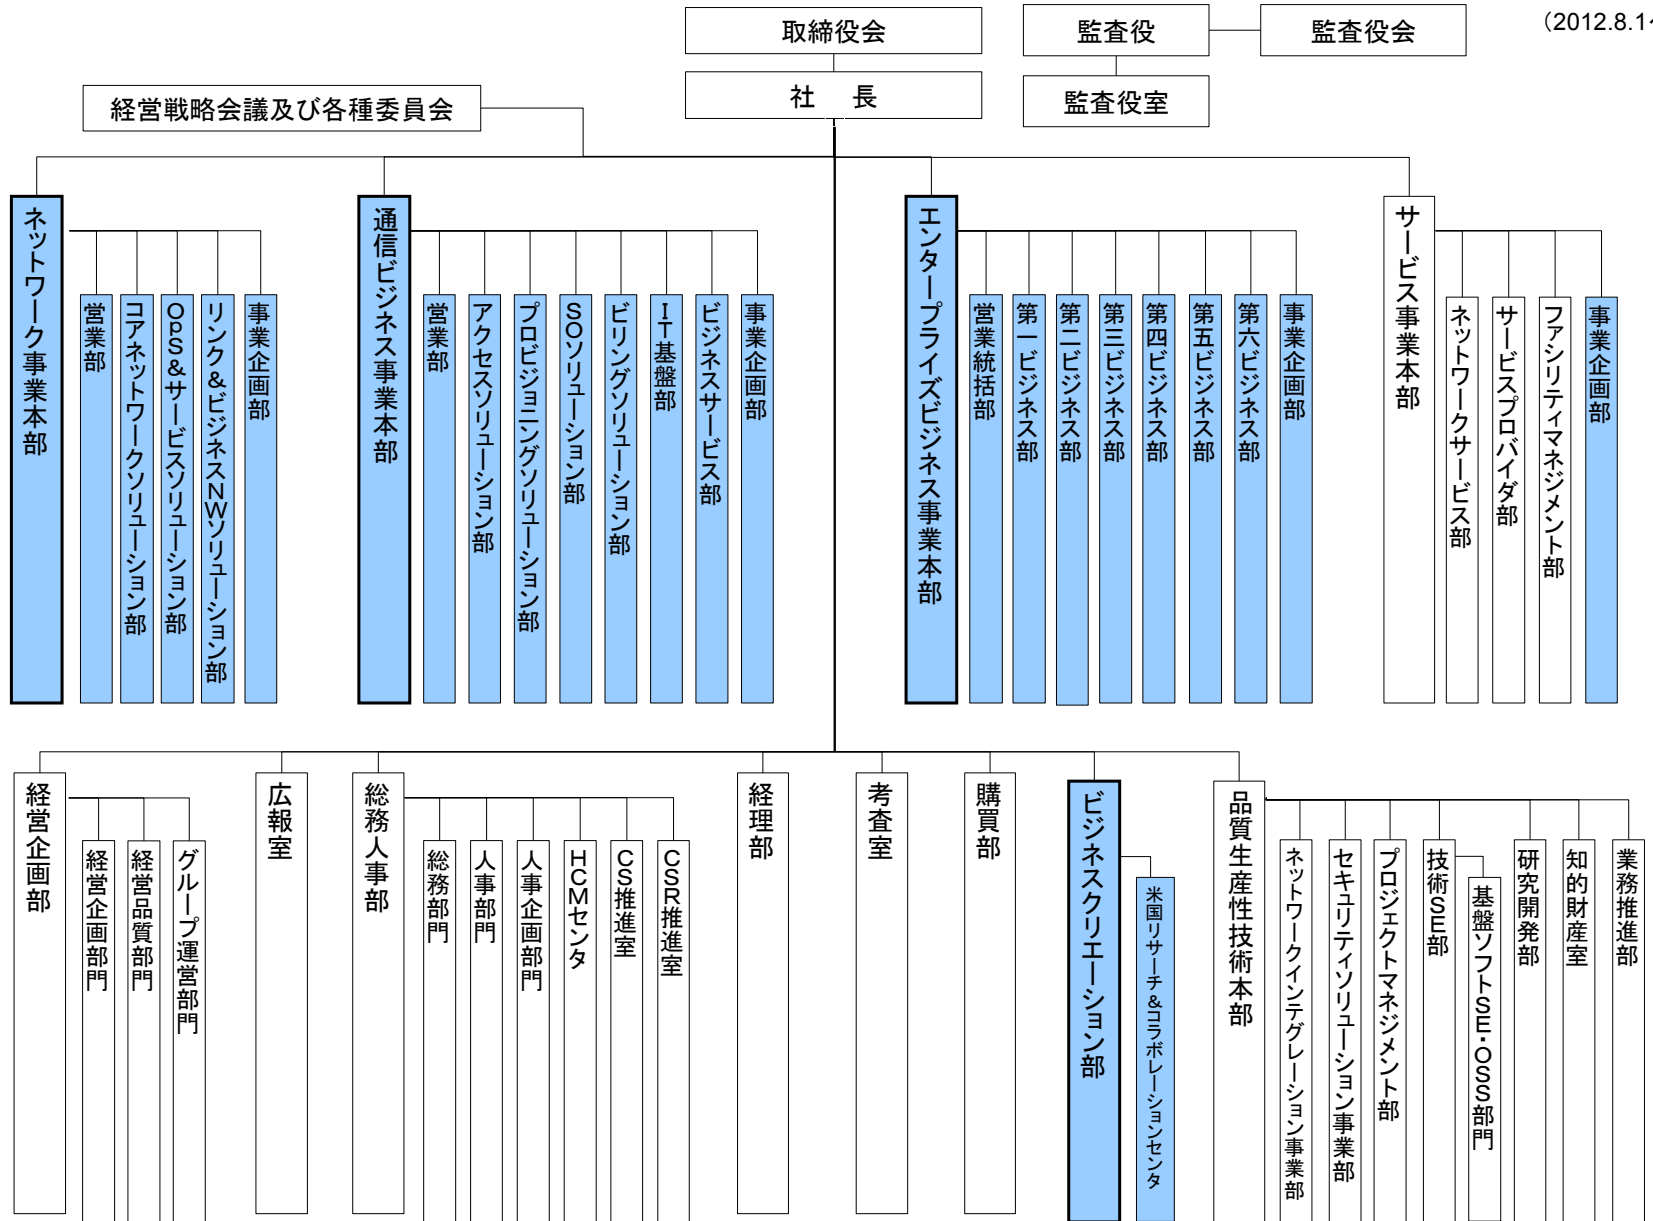 取締役会
監査役
監査役会
（2012.8.1
社　長
監査役室
経営戦略会議及び各種委員会
ネットワーク事業本部
営業部
コアネットワークソリューション部
OpS&サービスソリューション部
リンク&ビジネスNWソリューション部
事業企画部
通信ビジネス事業本部
営業部
アクセスソリューション部
プロビジョニングソリューション部
SOソリューション部
ビリングソリューション部
IT基盤部
ビジネスサービス部
事業企画部
エンタープライズビジネス事業本部
営業統括部
第一ビジネス部
第二ビジネス部
第三ビジネス部
第四ビジネス部
第五ビジネス部
第六ビジネス部
事業企画部
サービス事業本部
ネットワークサービス部
サービスプロバイダ部
ファシリティマネジメント部
事業企画部
経営企画部
経営企画部門
経営品質部門
グループ運営部門
広報室
総務人事部
総務部門
人事部門
人事企画部門
HCMセンタ
CS推進室
CSR推進室
経理部
考査室
購買部
ビジネスクリエーション部
米国リサーチ&コラボレーションセンタ
品質生産性技術本部
ネットワークインテグレーション事業部
セキュリティソリューション事業部
プロジェクトマネジメント部
技術SE部
基盤ソフトSE・OSS部門
研究開発部
知的財産室
業務推進部